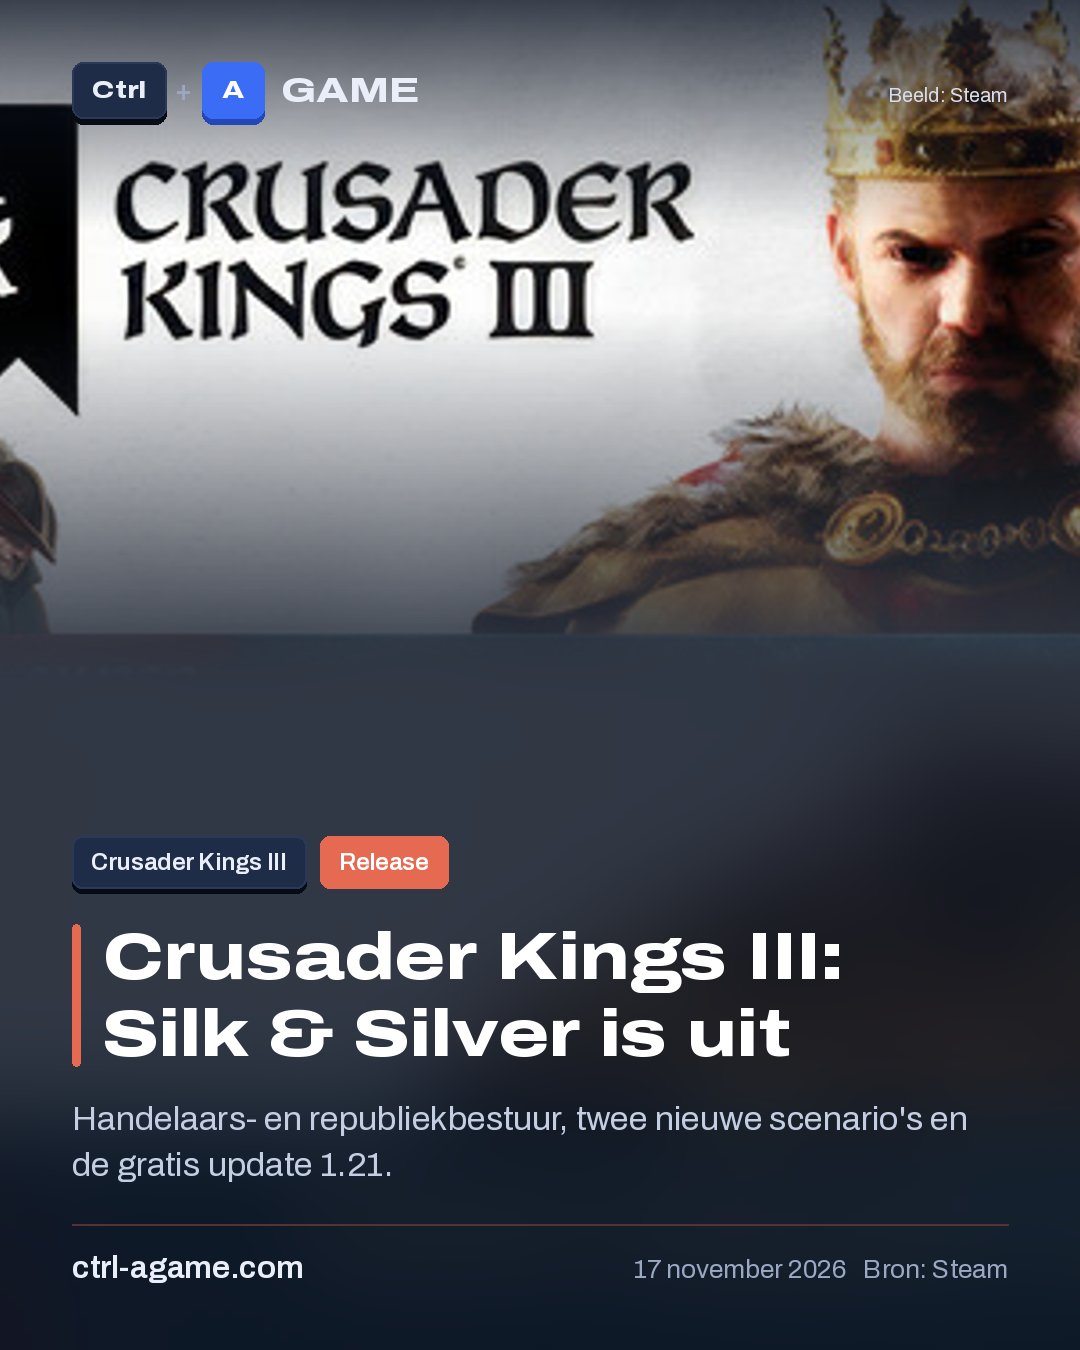 Ctrl + A GAME
Beeld: Steam
CRUSADER
KINGS III
Crusader Kings III
Release
Crusader Kings III:
Silk & Silver is uit
Handelaars- en republiekbestuur, twee nieuwe scenario's en
de gratis update 1.21.
ctrl-agame.com
17 november 2026 Bron: Steam